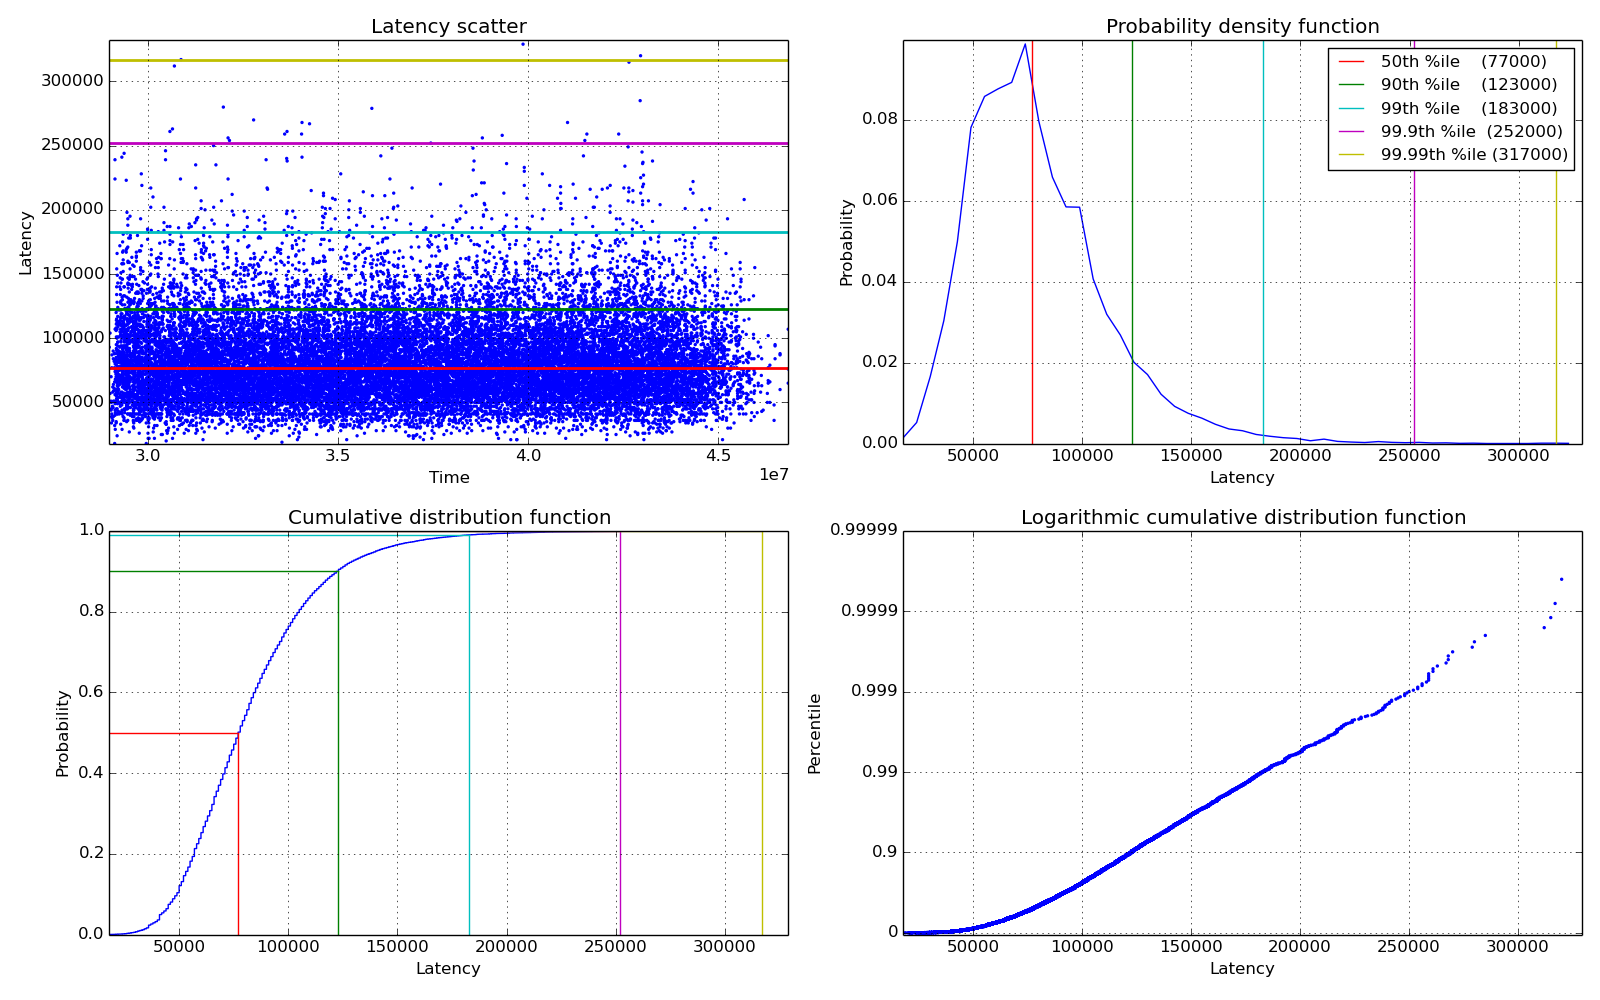 Latency scatter
300000
250000
200000
150000
100000
50000
Latency
3.0
3.5
4.0
4.5
1e7
Time
Probability density function
0.08
0.06
0.04
0.02
0.00
Probability
50th %ile (77000)
90th %ile (123000)
99th %ile (183000)
99.9th %ile (252000)
99.99th %ile (317000)
50000
100000
150000
200000
250000
300000
Latency
Cumulative distribution function
1.0
0.8
0.6
0.4
0.2
0.0
Probability
50000
100000
150000
200000
250000
300000
Latency
Logarithmic cumulative distribution function
0.99999
0.9999
0.999
0.99
0.9
0
Percentile
50000
100000
150000
200000
250000
300000
Latency